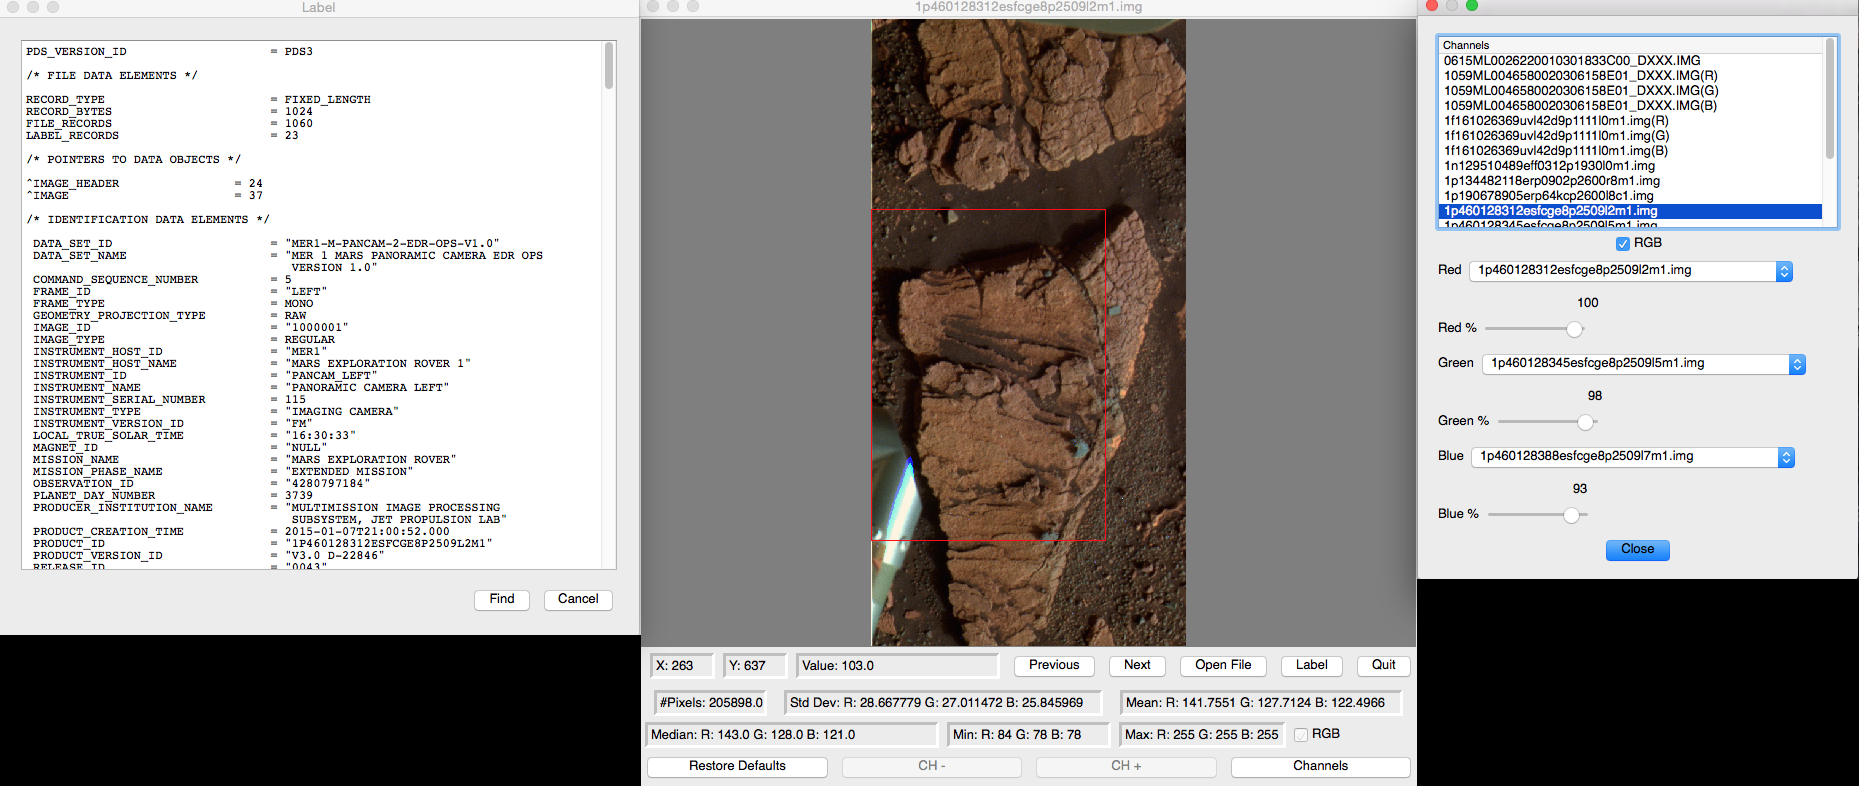 Label
PDS_VERSION_ID = PDS3
/* FILE DATA ELEMENTS */
RECORD_TYPE = FIXED_LENGTH
RECORD_BYTES = 1024
FILE_RECORDS = 1060
LABEL_RECORDS = 23
/* POINTERS TO DATA OBJECTS */
^IMAGE_HEADER = 24
^IMAGE = 37
/* IDENTIFICATION DATA ELEMENTS */
DATA_SET_ID = "MER1-M-PANCAM-2-EDR-OPS-V1.0"
DATA_SET_NAME = "MER 1 MARS PANORAMIC CAMERA EDR OPS
VERSION 1.0"
COMMAND_SEQUENCE_NUMBER = 5
FRAME_ID = "LEFT"
FRAME_TYPE = MONO
GEOMETRY_PROJECTION_TYPE = RAW
IMAGE_ID = "1000001"
IMAGE_TYPE = REGULAR
INSTRUMENT_HOST_ID = "MER1"
INSTRUMENT_HOST_NAME = "MARS EXPLORATION ROVER 1"
INSTRUMENT_ID = "PANCAM_LEFT"
INSTRUMENT_NAME = "PANORAMIC CAMERA LEFT"
INSTRUMENT_SERIAL_NUMBER = 115
INSTRUMENT_TYPE = "IMAGING CAMERA"
INSTRUMENT_VERSION_ID = "FM"
LOCAL_TRUE_SOLAR_TIME = "16:30:33"
MAGNET_ID = "NULL"
MISSION_NAME = "MARS EXPLORATION ROVER"
MISSION_PHASE_NAME = "EXTENDED MISSION"
OBSERVATION_ID = "4280797184"
PLANET_DAY_NUMBER = 3739
PRODUCER_INSTITUTION_NAME = "MULTIMISSION IMAGE PROCESSING
SUBSYSTEM, JET PROPULSION LAB"
PRODUCT_CREATION_TIME = 2015-01-07T21:00:52.000
PRODUCT_ID = "1P460128312ESFCGE8P2509L2M1"
PRODUCT_VERSION_ID = "V3.0 D-22846"
RELEASE_ID = "0043"
Find Cancel
1p460128312esfcge8p2509l2m1.img
X: 263 Y: 637 Value: 103.0 Previous Next Open File Label Quit
#Pixels: 205898.0 Std Dev: R: 28.667779 G: 27.011472 B: 25.845969 Mean: R: 141.7551 G: 127.7124 B: 122.4966
Median: R: 143.0 G: 128.0 B: 121.0 Min: R: 84 G: 78 B: 78 Max: R: 255 G: 255 B: 255 RGB
Restore Defaults CH - CH + Channels
Channels
0615ML0026220010301833C00_DXXX.IMG
1059ML0046580020306158E01_DXXX.IMG(R)
1059ML0046580020306158E01_DXXX.IMG(G)
1059ML0046580020306158E01_DXXX.IMG(B)
1f161026369uvl42d9p1111l0m1.img(R)
1f161026369uvl42d9p1111l0m1.img(G)
1f161026369uvl42d9p1111l0m1.img(B)
1n129510489eff0312p1930l0m1.img
1p134482118erp0902p2600r8m1.img
1p190678905erp64kcp2600l8c1.img
1p460128312esfcge8p2509l2m1.img
1p460128345esfcge8p2509l5m1.img
RGB
Red 1p460128312esfcge8p2509l2m1.img
100
Red %
Green 1p460128345esfcge8p2509l5m1.img
98
Green %
Blue 1p460128388esfcge8p2509l7m1.img
93
Blue %
Close